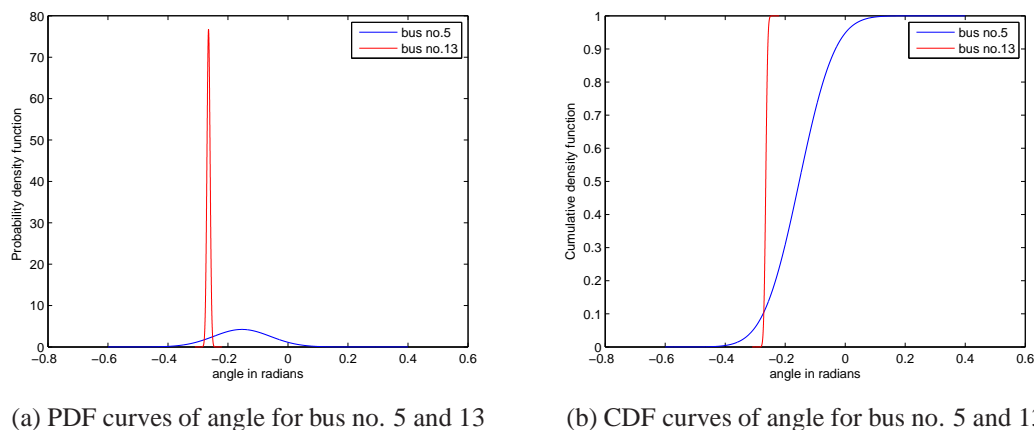 80
70
60
50
40
30
20
10
0
Probability density function
−0.8 −0.6 −0.4 −0.2 0 0.2 0.4 0.6
angle in radians
bus no.5
bus no.13
(a) PDF curves of angle for bus no. 5 and 13
1
0.9
0.8
0.7
0.6
0.5
0.4
0.3
0.2
0.1
0
Cumulative density function
−0.8 −0.6 −0.4 −0.2 0 0.2 0.4 0.6
angle in radians
bus no.5
bus no.13
(b) CDF curves of angle for bus no. 5 and 13